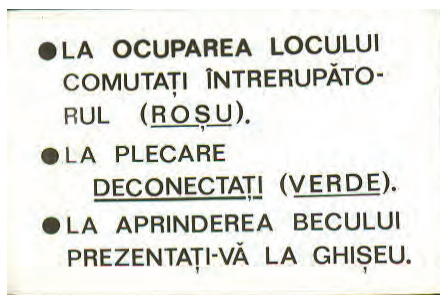 ●LA OCUPAREA LOCULUI
COMUTAȚI ÎNTRERUPĂTO-
RUL (ROȘU).
●LA PLECARE
DECONECTAȚI (VERDE).
●LA APRINDEREA BECULUI
PREZENTAȚI-VĂ LA GHIȘEU.